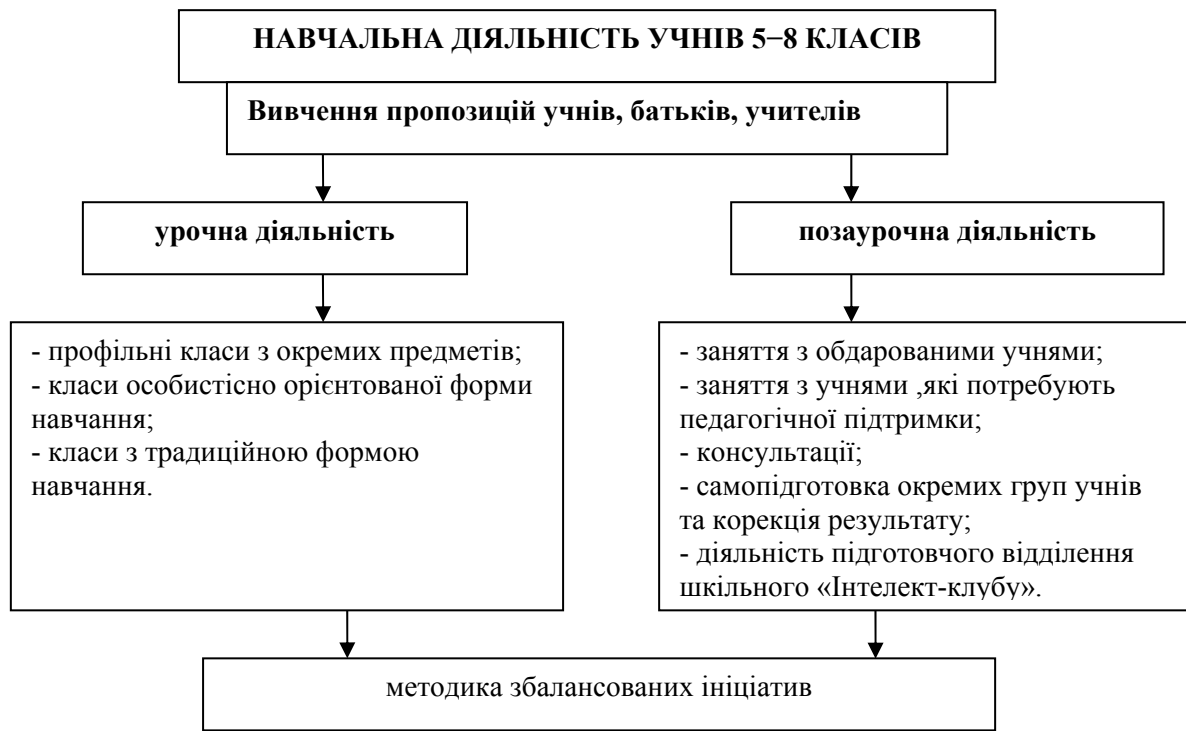 НАВЧАЛЬНА ДІЯЛЬНІСТЬ УЧНІВ 5−8 КЛАСІВ
Вивчення пропозицій учнів, батьків, учителів
урочна діяльність
позаурочна діяльність
- профільні класи з окремих предметів;
- класи особистісно орієнтованої форми
навчання;
- класи з традиційною формою
навчання.
- заняття з обдарованими учнями;
- заняття з учнями ,які потребують
педагогічної підтримки;
- консультації;
- самопідготовка окремих груп учнів
та корекція результату;
- діяльність підготовчого відділення
шкільного «Інтелект-клубу».
методика збалансованих ініціатив